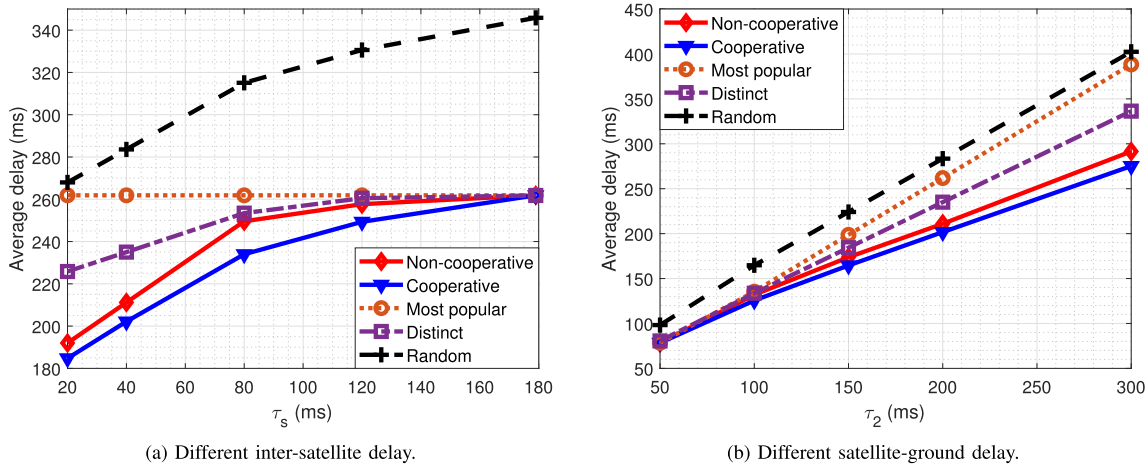 340
320
300
280
260
240
220
200
180
20
40
60
80
100
120
140
160
180
Average delay (ms)
τs (ms)
Non-cooperative
Cooperative
Most popular
Distinct
Random
(a) Different inter-satellite delay.
450
400
350
300
250
200
150
100
50
0
50
100
150
200
250
300
Average delay (ms)
τ2 (ms)
Non-cooperative
Cooperative
Most popular
Distinct
Random
(b) Different satellite-ground delay.